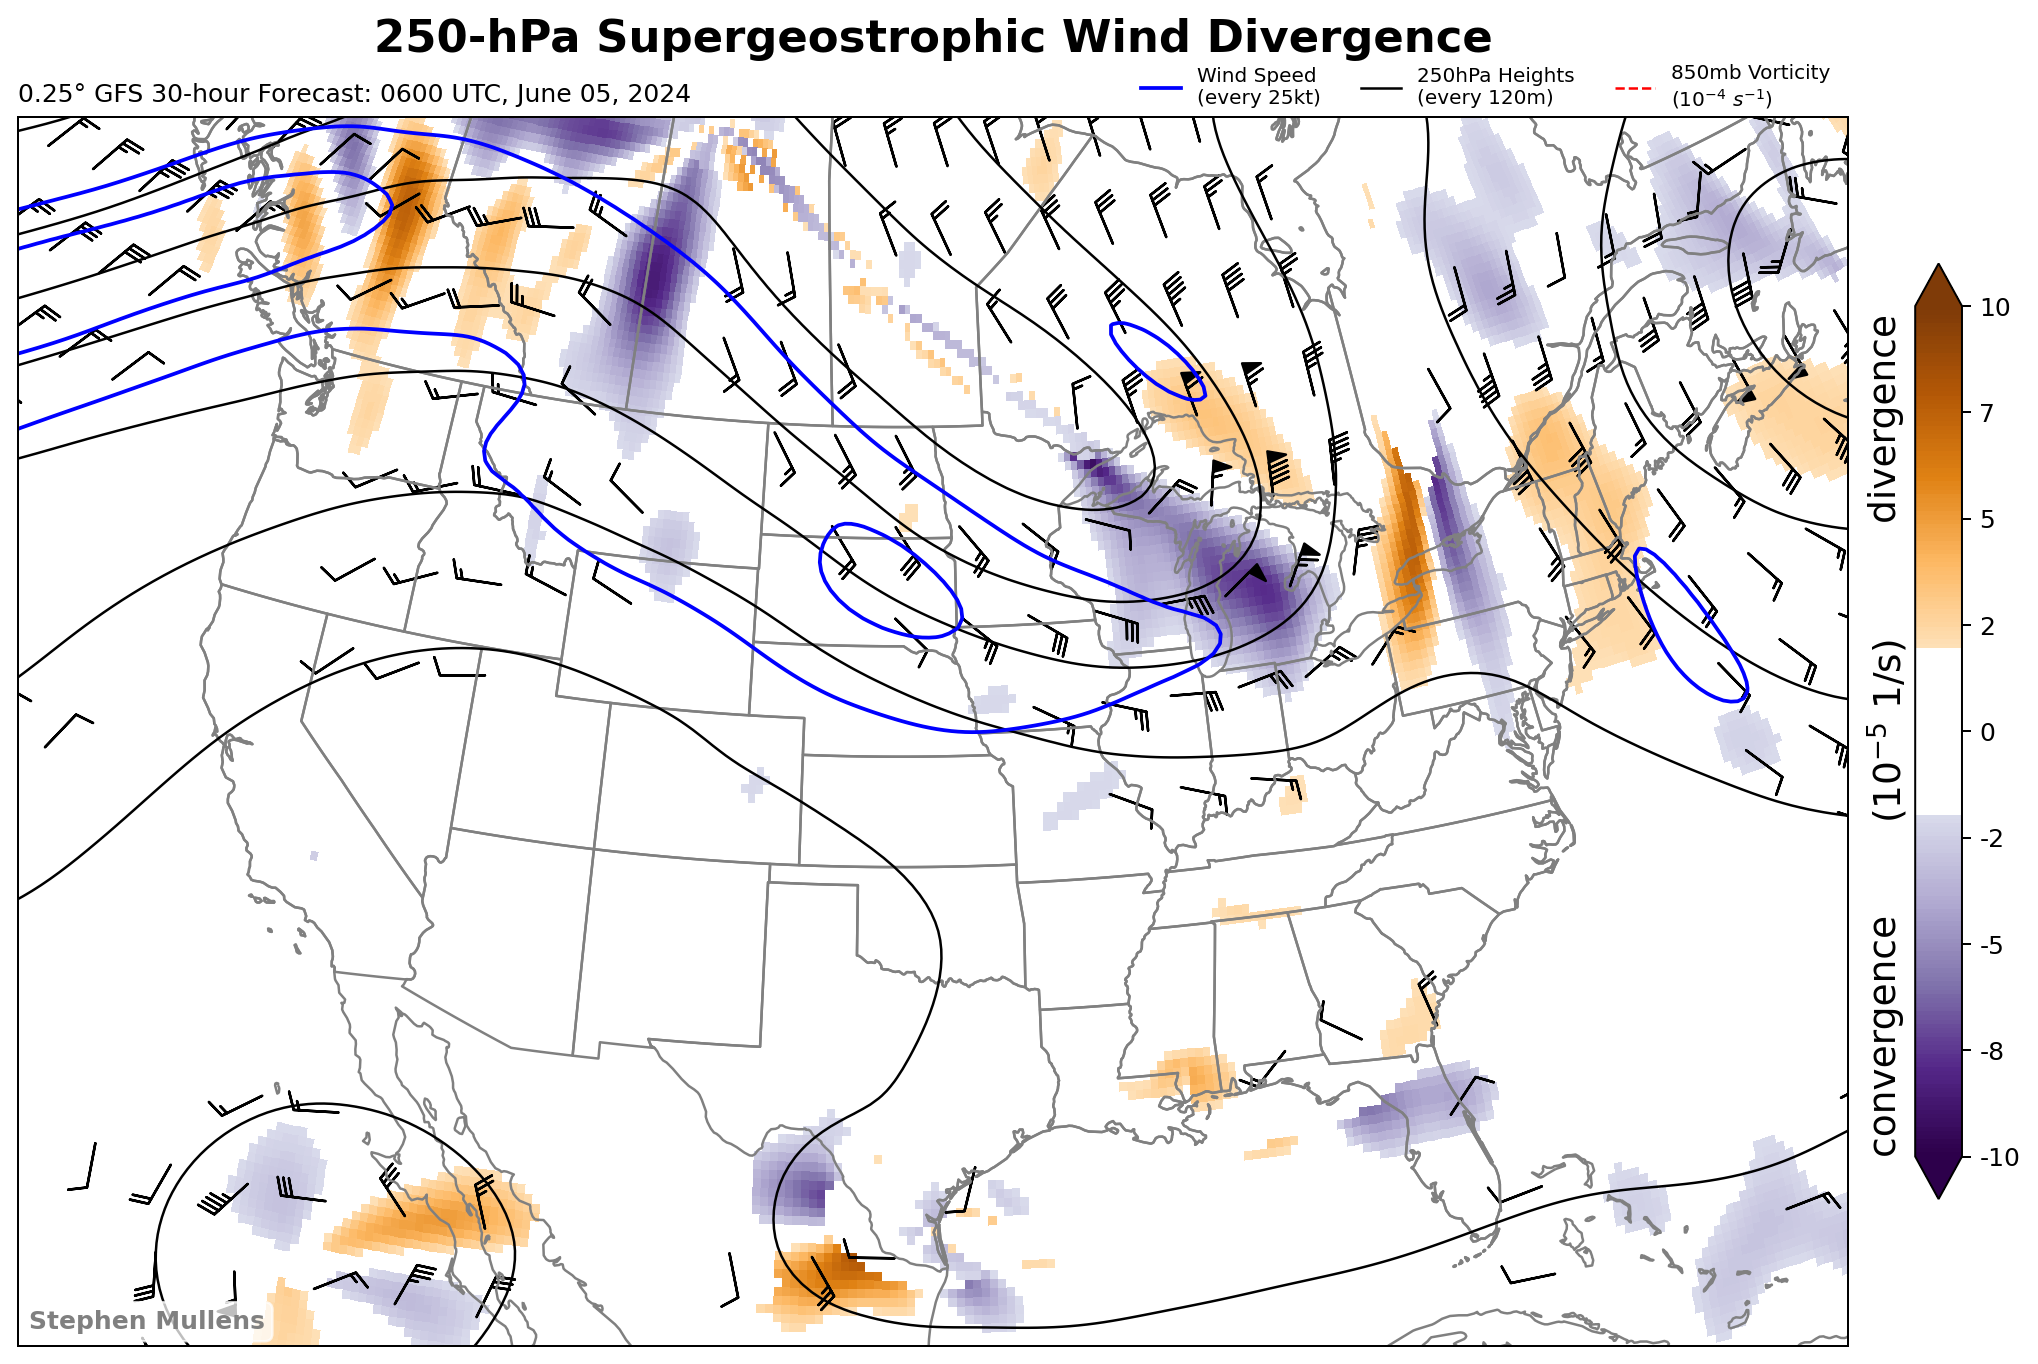 250-hPa Supergeostrophic Wind Divergence
0.25° GFS 30-hour Forecast: 0600 UTC, June 05, 2024
Wind Speed
(every 25kt)
250hPa Heights
(every 120m)
850mb Vorticity
(10⁻⁴ s⁻¹)
10
7
5
2
0
-2
-5
-8
-10
convergence (10⁻⁵ 1/s) divergence
Stephen Mullens